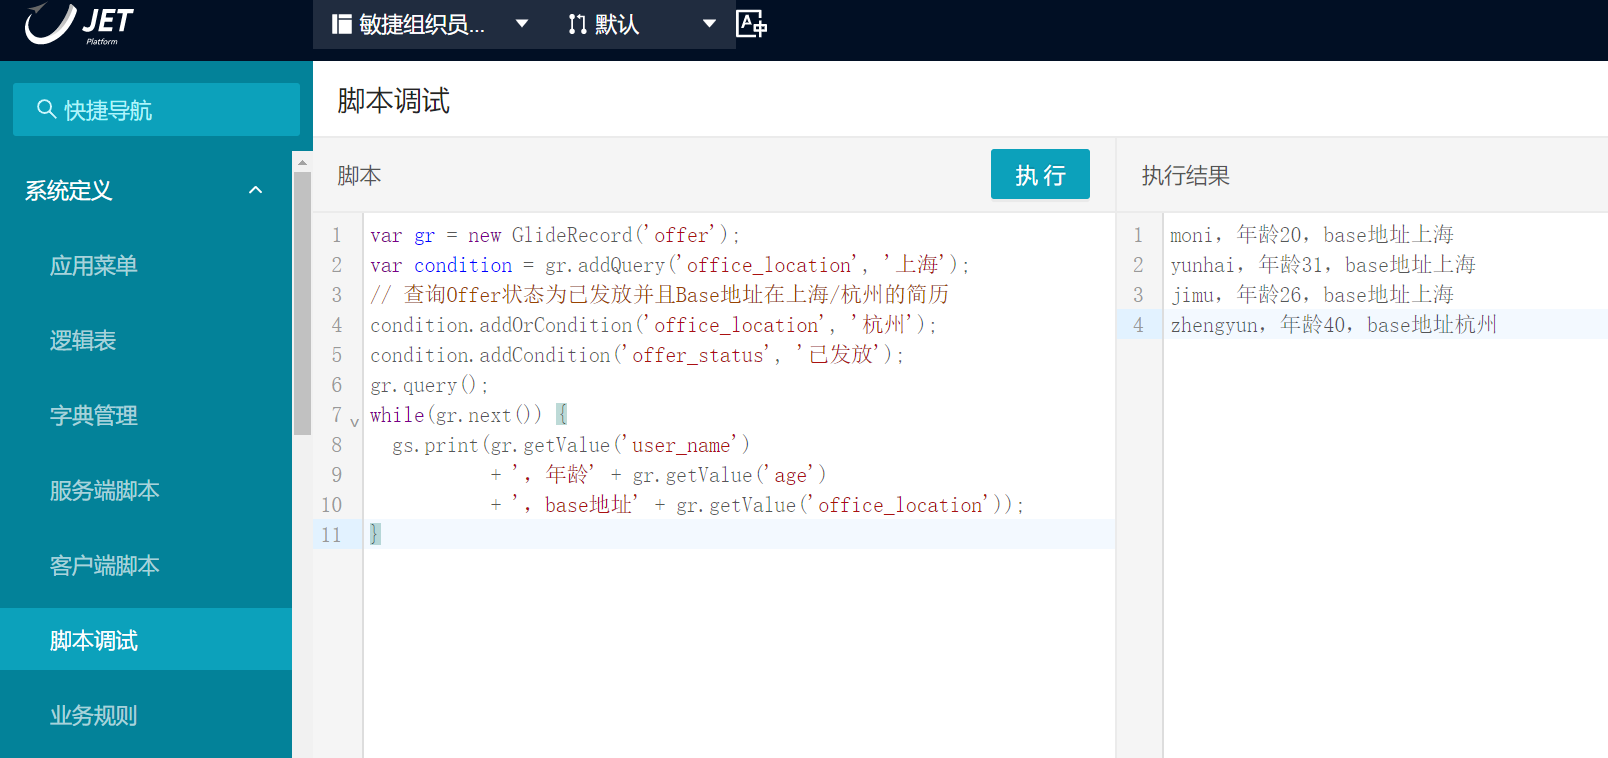 JET
Platform
敏捷组织员...
默认
快捷导航
系统定义
应用菜单
逻辑表
字典管理
服务端脚本
客户端脚本
脚本调试
业务规则
脚本调试
脚本
执行
1 var gr = new GlideRecord('offer');
2 var condition = gr.addQuery('office_location', '上海');
3 // 查询Offer状态为已发放并且Base地址在上海/杭州的简历
4 condition.addOrCondition('office_location', '杭州');
5 condition.addCondition('offer_status', '已发放');
6 gr.query();
7 while(gr.next()) {
8 gs.print(gr.getValue('user_name')
9 + ', 年龄' + gr.getValue('age')
10 + ', base地址' + gr.getValue('office_location'));
11 }
执行结果
1 moni, 年龄20, base地址上海
2 yunhai, 年龄31, base地址上海
3 jimu, 年龄26, base地址上海
4 zhengyun, 年龄40, base地址杭州